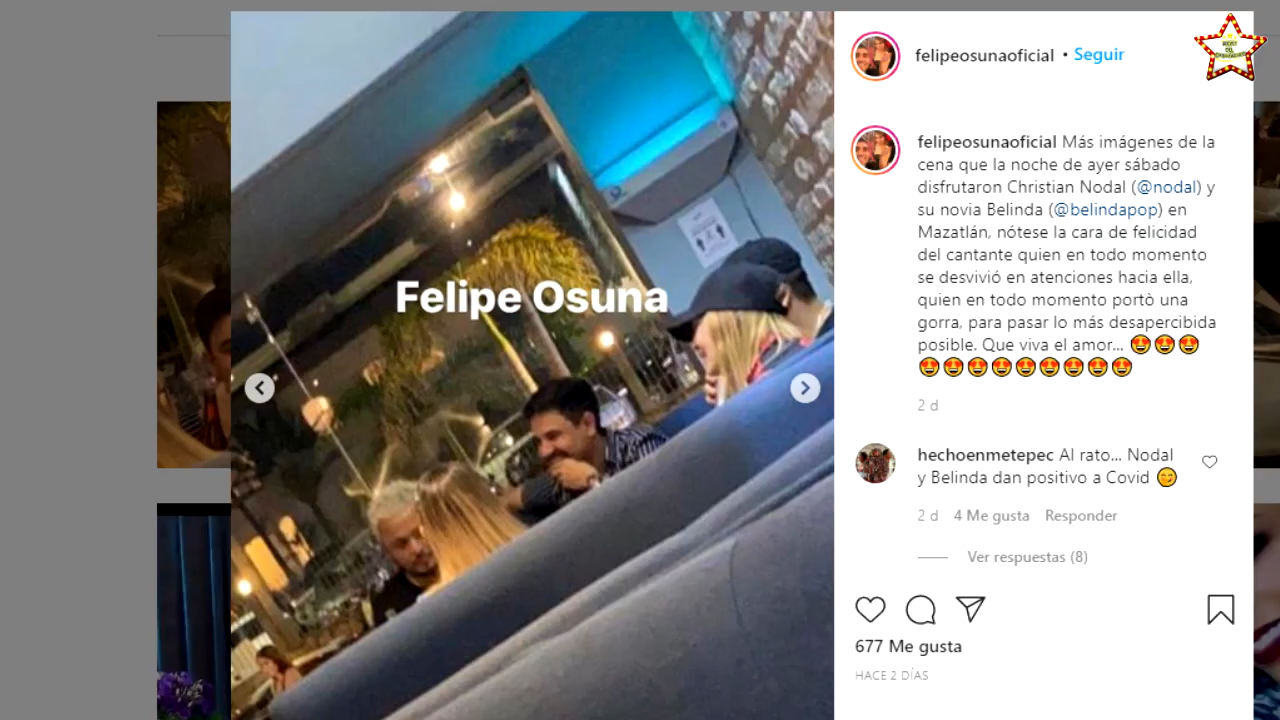 felipeosunaoficial • Seguir
felipeosunaoficial Más imágenes de la
cena que la noche de ayer sábado
disfrutaron Christian Nodal (@nodal) y
su novia Belinda (@belindapop) en
Mazatlán, nótese la cara de felicidad
del cantante quien en todo momento
se desvivió en atenciones hacia ella,
quien en todo momento portò una
gorra, para pasar lo más desapercibida
posible. Que viva el amor... 😍😍😍
😍😍😍😍😍😍😍😍😍
2 d
Felipe Osuna
hechoenmetepec Al rato... Nodal
y Belinda dan positivo a Covid 😋
2 d 4 Me gusta Responder
Ver respuestas (8)
677 Me gusta
HACE 2 DÍAS